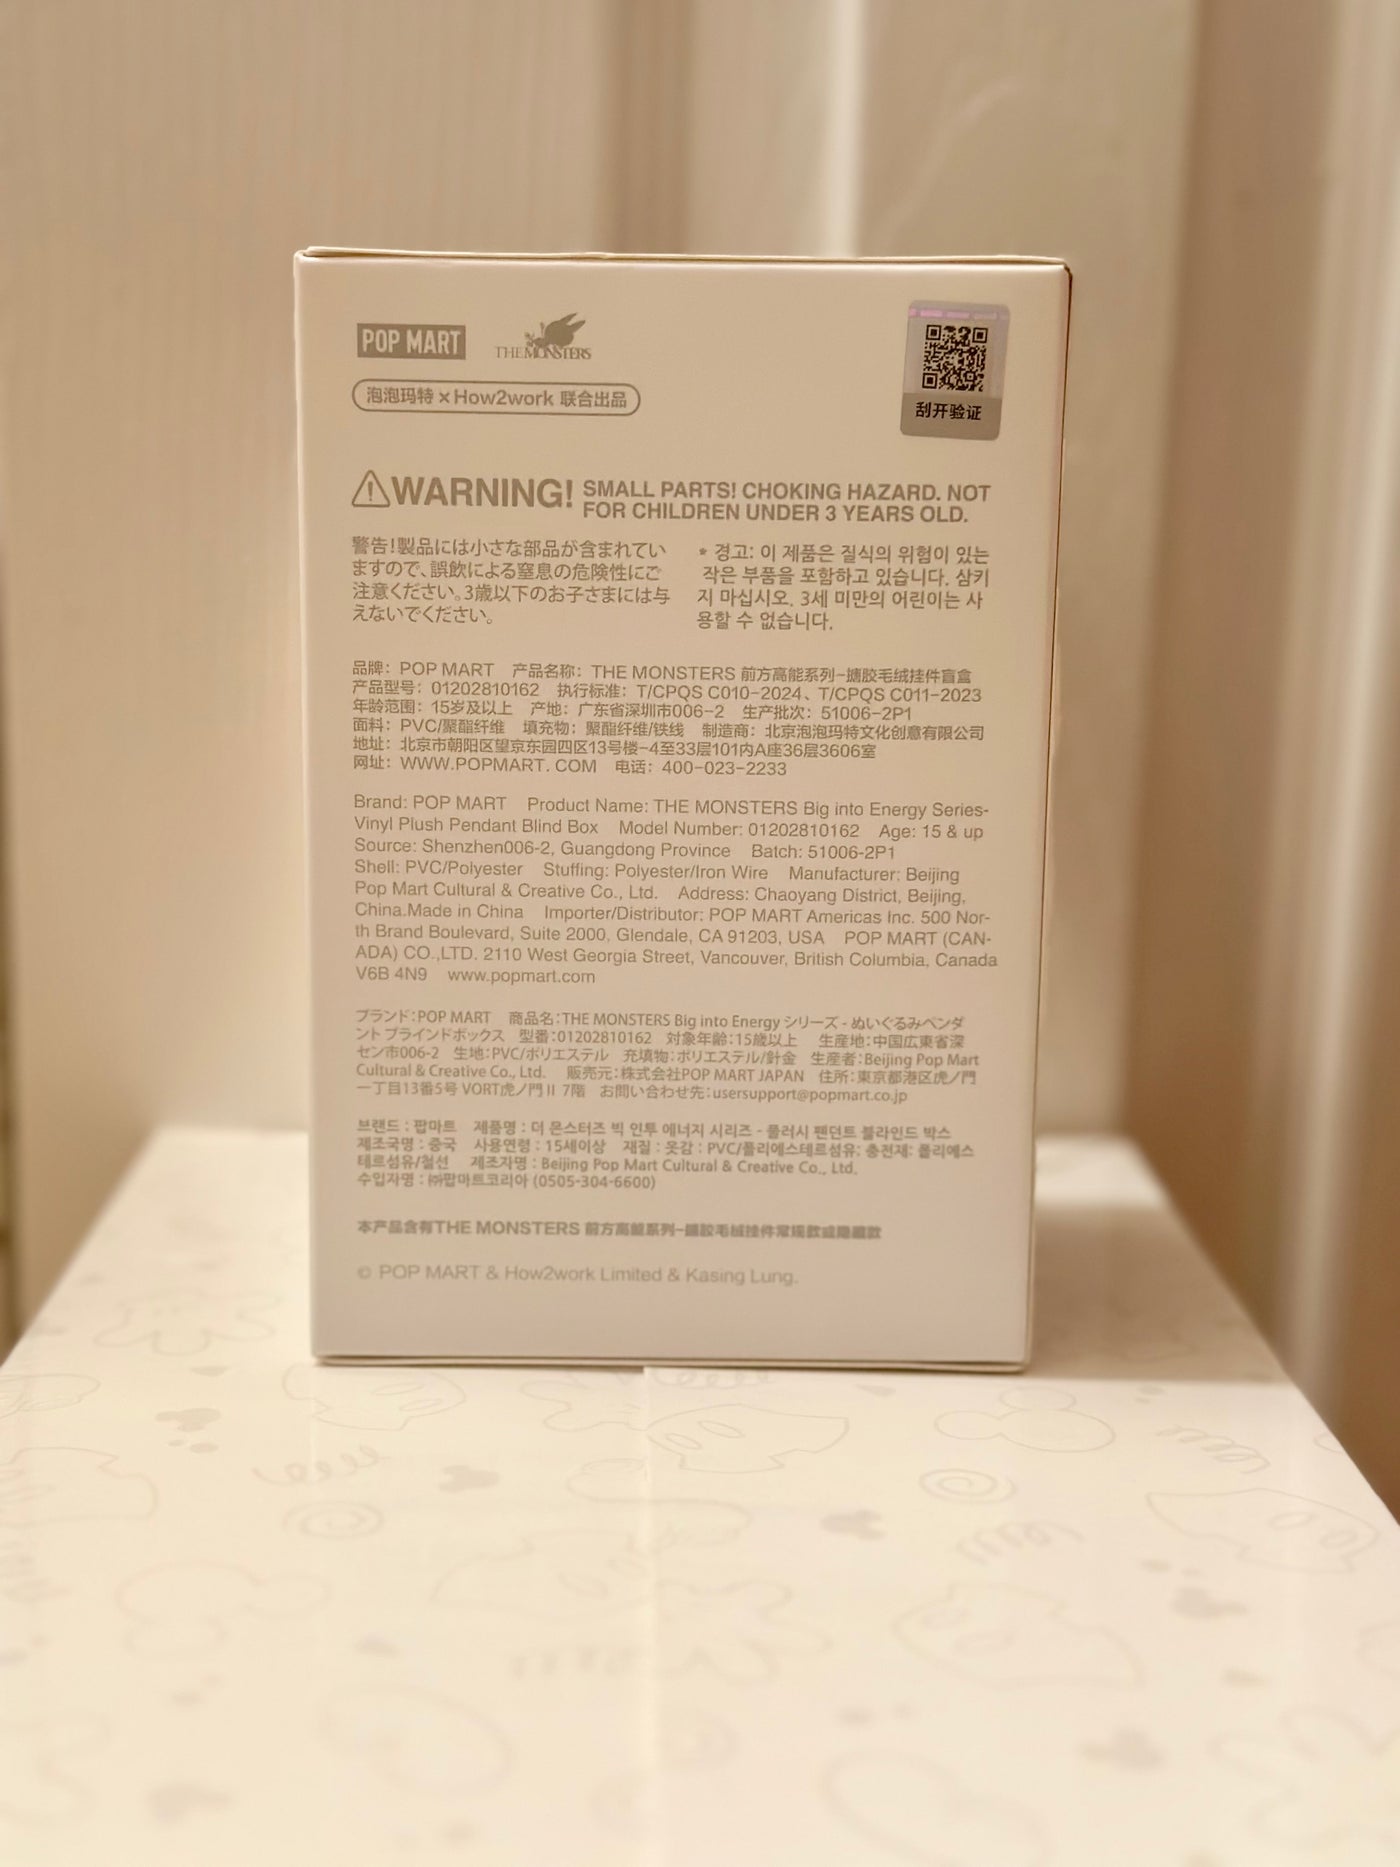 POP MART
THE MONSTERS
泡泡玛特×How2work 联合出品
刮开验证
WARNING! SMALL PARTS! CHOKING HAZARD. NOT
FOR CHILDREN UNDER 3 YEARS OLD.
警告!製品には小さな部品が含まれてい
ますので、誤飲による窒息の危険性にご
注意ください。3歳以下のお子さまには与
えないでください。
* 경고: 이 제품은 질식의 위험이 있는
작은 부품을 포함하고 있습니다. 삼키
지 마십시오. 3세 미만의 어린이는 사
용할 수 없습니다.
品牌：POP MART 产品名称：THE MONSTERS 前方高能系列-搪胶毛绒挂件盲盒
产品型号：01202810162 执行标准：T/CPQS C010-2024、T/CPQS C011-2023
年龄范围：15岁及以上 产地：广东省深圳市006-2 生产批次：51006-2P1
面料：PVC/聚酯纤维 填充物：聚酯纤维/铁线 制造商：北京泡泡玛特文化创意有限公司
地址：北京市朝阳区望京东园四区13号楼-4至33层101内A座36层3606室
网址：WWW.POPMART. COM 电话：400-023-2233
Brand: POP MART Product Name: THE MONSTERS Big into Energy Series-
Vinyl Plush Pendant Blind Box Model Number: 01202810162 Age: 15 & up
Source: Shenzhen006-2, Guangdong Province Batch: 51006-2P1
Shell: PVC/Polyester Stuffing: Polyester/Iron Wire Manufacturer: Beijing
Pop Mart Cultural & Creative Co., Ltd. Address: Chaoyang District, Beijing,
China.Made in China Importer/Distributor: POP MART Americas Inc. 500 Nor-
th Brand Boulevard, Suite 2000, Glendale, CA 91203, USA POP MART (CAN-
ADA) CO.,LTD. 2110 West Georgia Street, Vancouver, British Columbia, Canada
V6B 4N9 www.popmart.com
ブランド:POP MART 商品名:THE MONSTERS Big into Energy シリーズ - ぬいぐるみペンダ
ント ブラインドボックス 型番:01202810162 対象年齢:15歳以上 生産地:中国広東省深
セン市006-2 生地:PVC/ポリエステル 充填物:ポリエステル/針金 生産者:Beijing Pop Mart
Cultural & Creative Co., Ltd. 販売元:株式会社POP MART JAPAN 住所:東京都港区虎ノ門
一丁目13番5号 VORT虎ノ門Ⅱ 7階 お問い合わせ先:usersupport@popmart.co.jp
브랜드 : 팝마트 제품명 : 더 몬스터즈 빅 인투 에너지 시리즈 - 플러시 팬던트 블라인드 박스
제조국명 : 중국 사용연령 : 15세이상 재질 : 옷감 : PVC/폴리에스테르섬유; 충전재: 폴리에스
테르섬유/철선 제조자명 : Beijing Pop Mart Cultural & Creative Co., Ltd.
수입자명 : ㈜팝마트코리아 (0505-304-6600)
本产品含有THE MONSTERS 前方高能系列-搪胶毛绒挂件常规款或隐藏款
© POP MART & How2work Limited & Kasing Lung.